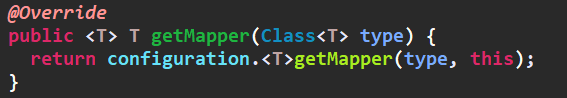 @Override
public <T> T getMapper(Class<T> type) {
  return configuration.<T>getMapper(type, this);
}